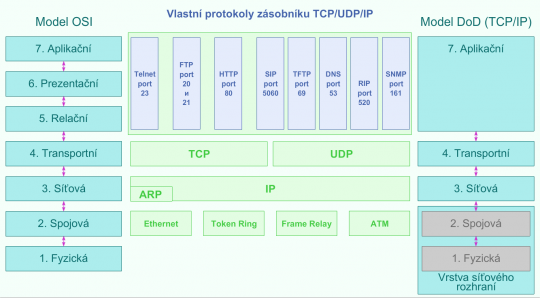 Model OSI
Vlastní protokoly zásobníku TCP/UDP/IP
Model DoD (TCP/IP)
7. Aplikační
6. Prezentační
5. Relační
4. Transportní
3. Síťová
2. Spojová
1. Fyzická
Telnet
port
23
FTP
port
20
и
21
HTTP
port
80
SIP
port
5060
TFTP
port
69
DNS
port
53
RIP
port
520
SNMP
port
161
TCP
UDP
IP
ARP
Ethernet
Token Ring
Frame Relay
ATM
7. Aplikační
4. Transportní
3. Síťová
2. Spojová
1. Fyzická
Vrstva síťového
rozhraní